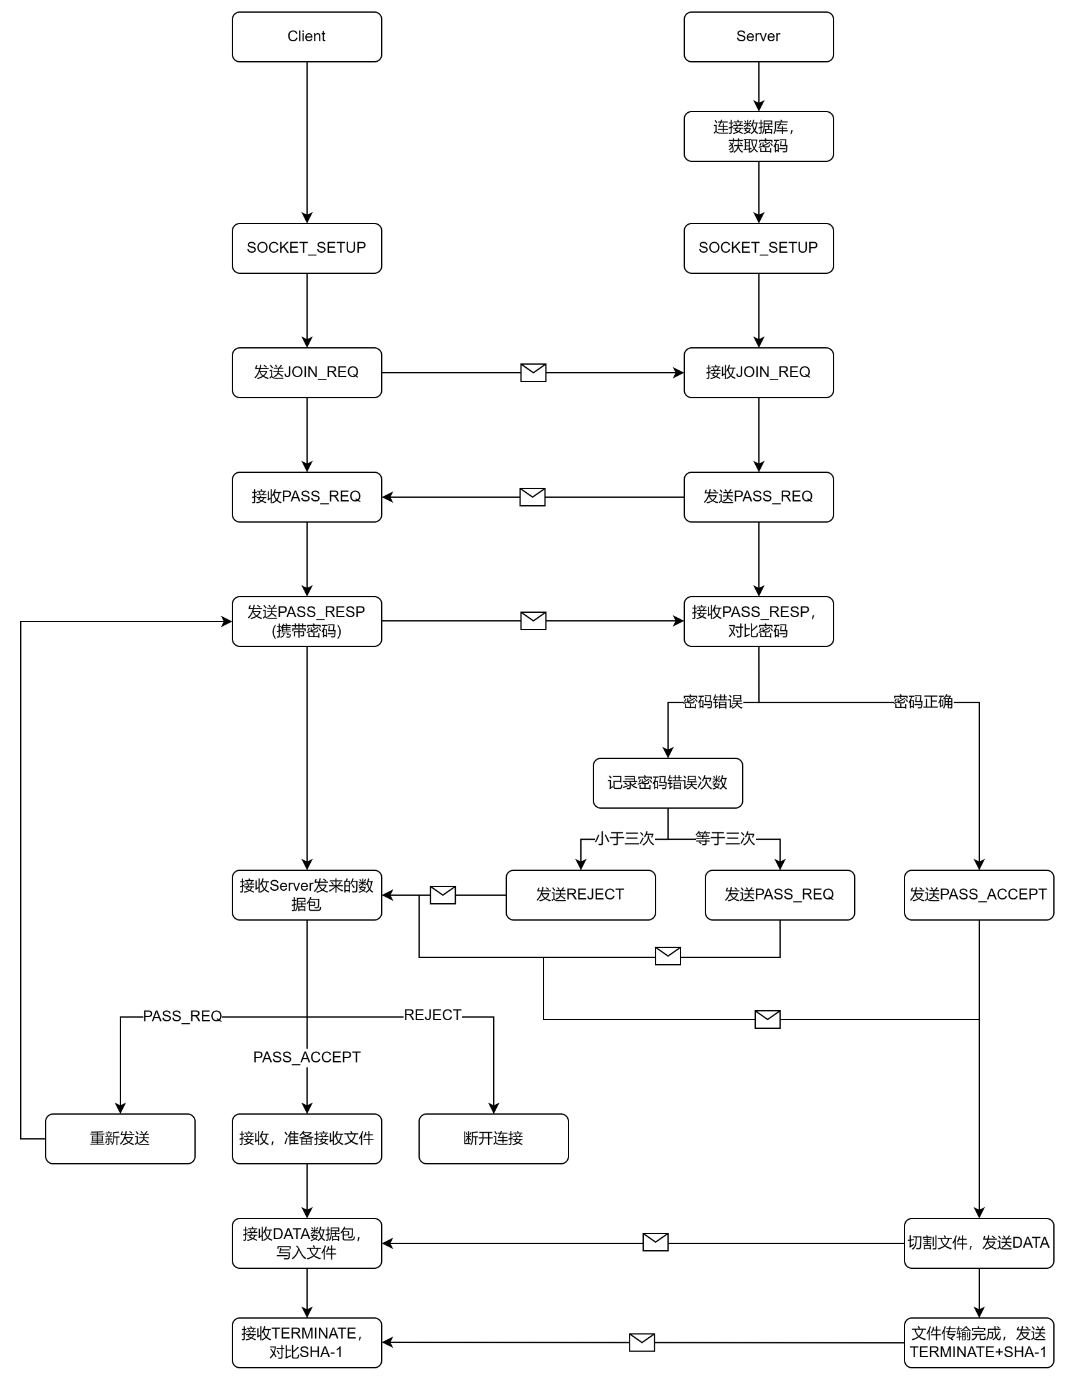 Client
Server
连接数据库，
获取密码
SOCKET_SETUP
SOCKET_SETUP
发送JOIN_REQ
接收JOIN_REQ
接收PASS_REQ
发送PASS_REQ
发送PASS_RESP
(携带密码)
接收PASS_RESP，
对比密码
密码错误
密码正确
记录密码错误次数
小于三次
等于三次
接收Server发来的数
据包
发送REJECT
发送PASS_REQ
发送PASS_ACCEPT
PASS_REQ
REJECT
PASS_ACCEPT
重新发送
接收，准备接收文件
断开连接
接收DATA数据包，
写入文件
切割文件，发送DATA
接收TERMINATE，
对比SHA-1
文件传输完成，发送
TERMINATE+SHA-1